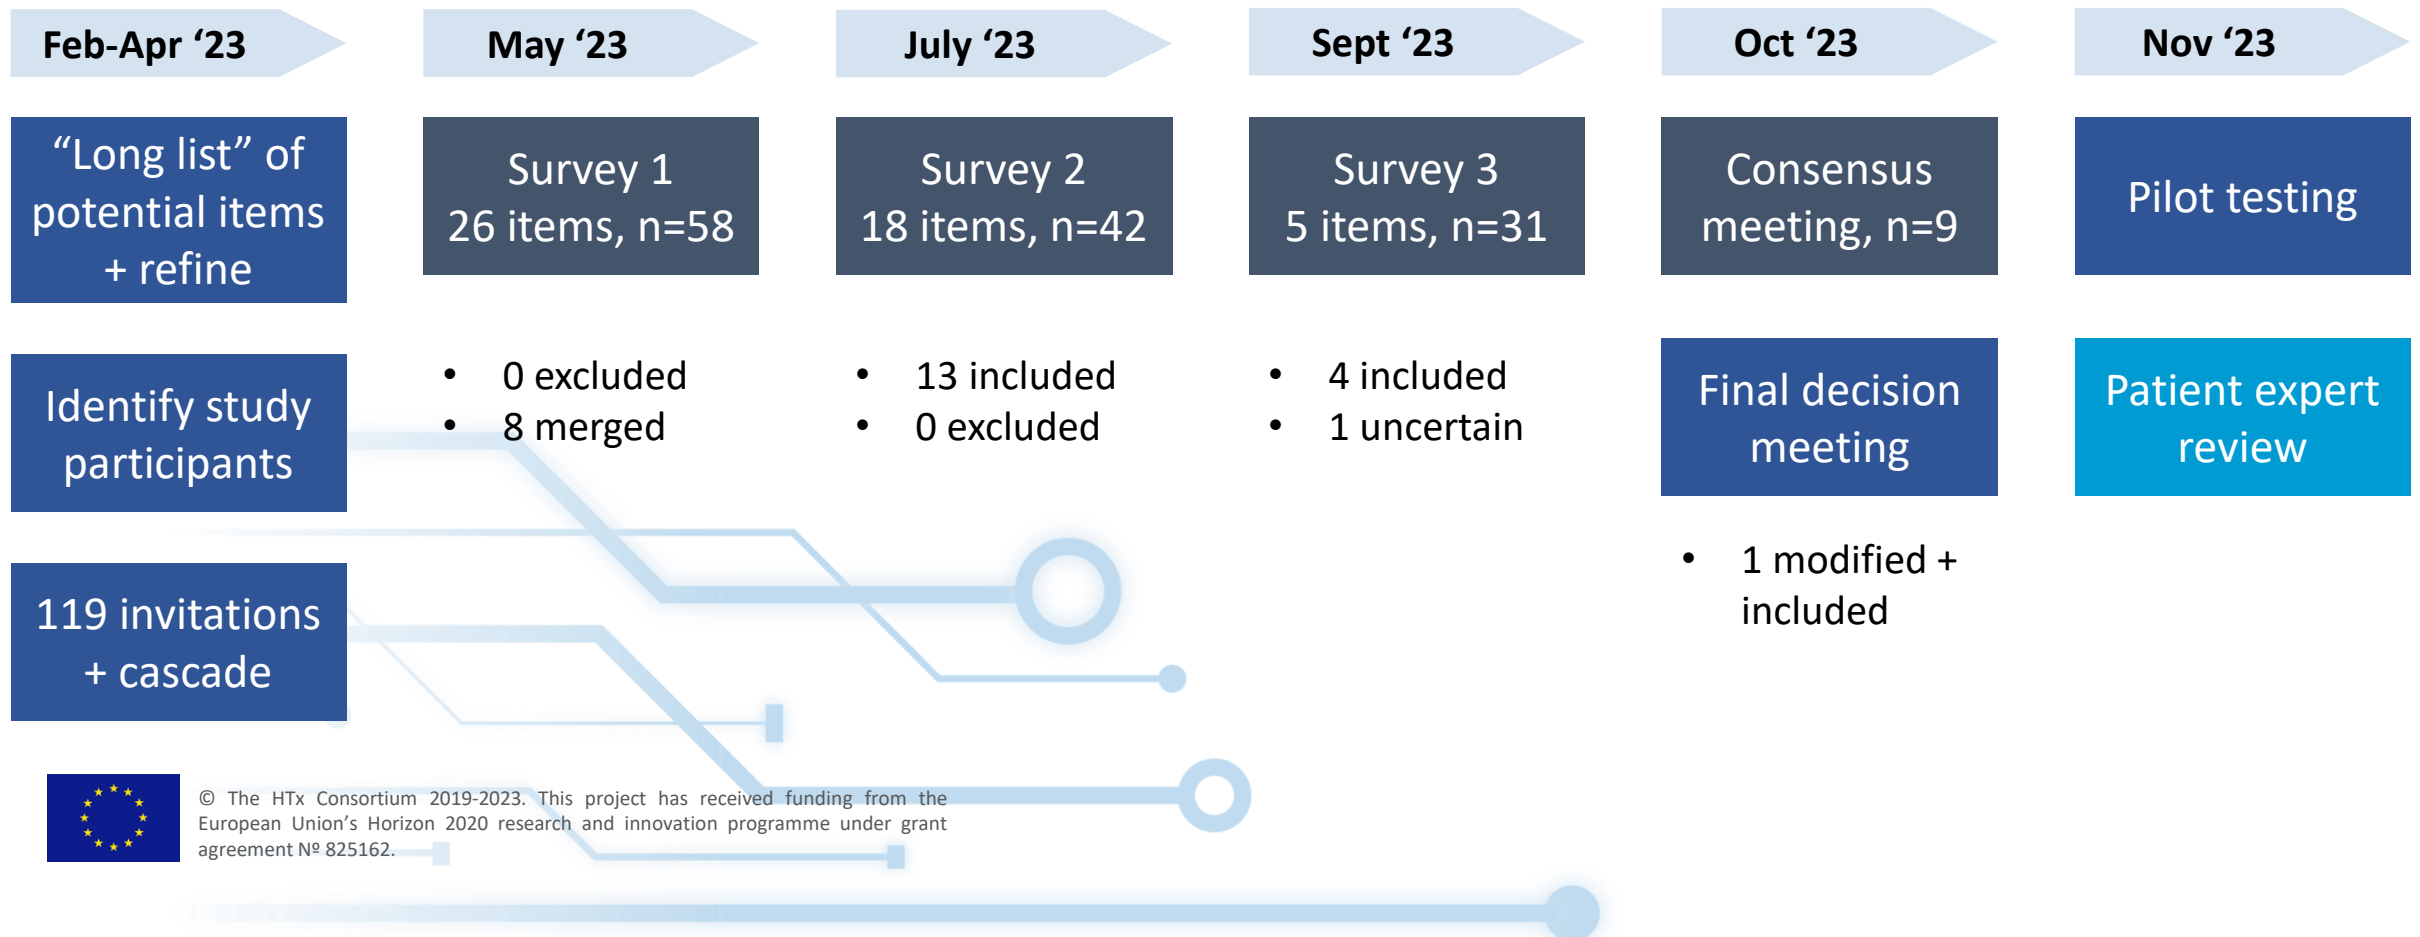 Feb-Apr ‘23
“Long list” of
potential items
+ refine
Identify study
participants
119 invitations
+ cascade
May ‘23
Survey 1
26 items, n=58
• 0 excluded
• 8 merged
July ‘23
Survey 2
18 items, n=42
• 13 included
• 0 excluded
Sept ‘23
Survey 3
5 items, n=31
• 4 included
• 1 uncertain
Oct ‘23
Consensus
meeting, n=9
Final decision
meeting
• 1 modified +
included
Nov ‘23
Pilot testing
Patient expert
review
© The HTx Consortium 2019-2023. This project has received funding from the
European Union’s Horizon 2020 research and innovation programme under grant
agreement Nº 825162.